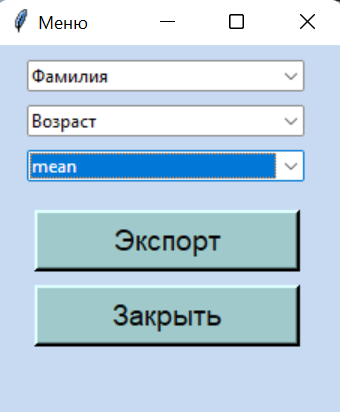 Меню
Фамилия
Возраст
mean
Экспорт
Закрыть